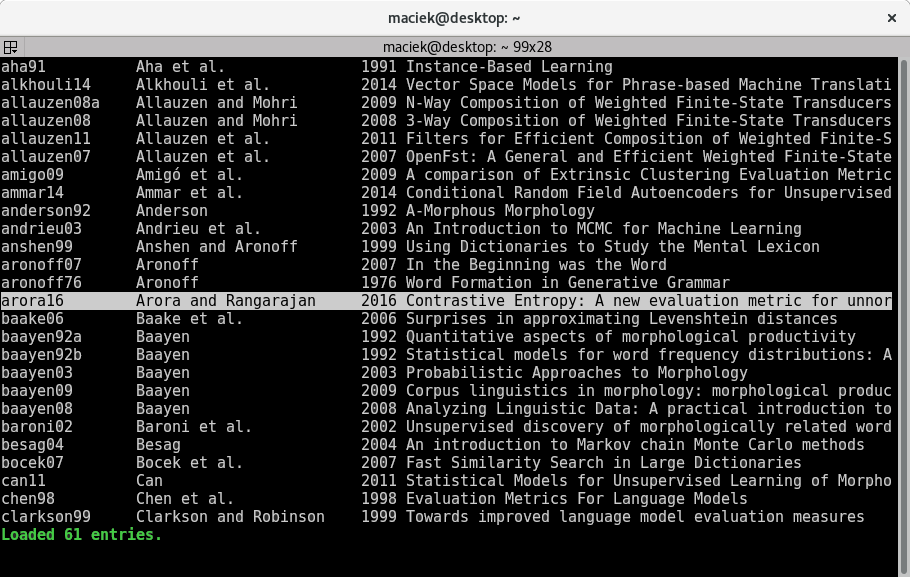 maciek@desktop: ~
maciek@desktop: ~ 99x28
aha91 Aha et al. 1991 Instance-Based Learning
alkhouli14 Alkhouli et al. 2014 Vector Space Models for Phrase-based Machine Translati
allauzen08a Allauzen and Mohri 2009 N-Way Composition of Weighted Finite-State Transducers
allauzen08 Allauzen and Mohri 2008 3-Way Composition of Weighted Finite-State Transducers
allauzen11 Allauzen et al. 2011 Filters for Efficient Composition of Weighted Finite-S
allauzen07 Allauzen et al. 2007 OpenFst: A General and Efficient Weighted Finite-State
amigo09 Amigó et al. 2009 A comparison of Extrinsic Clustering Evaluation Metric
ammar14 Ammar et al. 2014 Conditional Random Field Autoencoders for Unsupervised
anderson92 Anderson 1992 A-Morphous Morphology
andrieu03 Andrieu et al. 2003 An Introduction to MCMC for Machine Learning
anshen99 Anshen and Aronoff 1999 Using Dictionaries to Study the Mental Lexicon
aronoff07 Aronoff 2007 In the Beginning was the Word
aronoff76 Aronoff 1976 Word Formation in Generative Grammar
arora16 Arora and Rangarajan 2016 Contrastive Entropy: A new evaluation metric for unnor
baake06 Baake et al. 2006 Surprises in approximating Levenshtein distances
baayen92a Baayen 1992 Quantitative aspects of morphological productivity
baayen92b Baayen 1992 Statistical models for word frequency distributions: A
baayen03 Baayen 2003 Probabilistic Approaches to Morphology
baayen09 Baayen 2009 Corpus linguistics in morphology: morphological produc
baayen08 Baayen 2008 Analyzing Linguistic Data: A practical introduction to
baroni02 Baroni et al. 2002 Unsupervised discovery of morphologically related word
besag04 Besag 2004 An introduction to Markov chain Monte Carlo methods
bocek07 Bocek et al. 2007 Fast Similarity Search in Large Dictionaries
can11 Can 2011 Statistical Models for Unsupervised Learning of Morpho
chen98 Chen et al. 1998 Evaluation Metrics For Language Models
clarkson99 Clarkson and Robinson 1999 Towards improved language model evaluation measures
Loaded 61 entries.